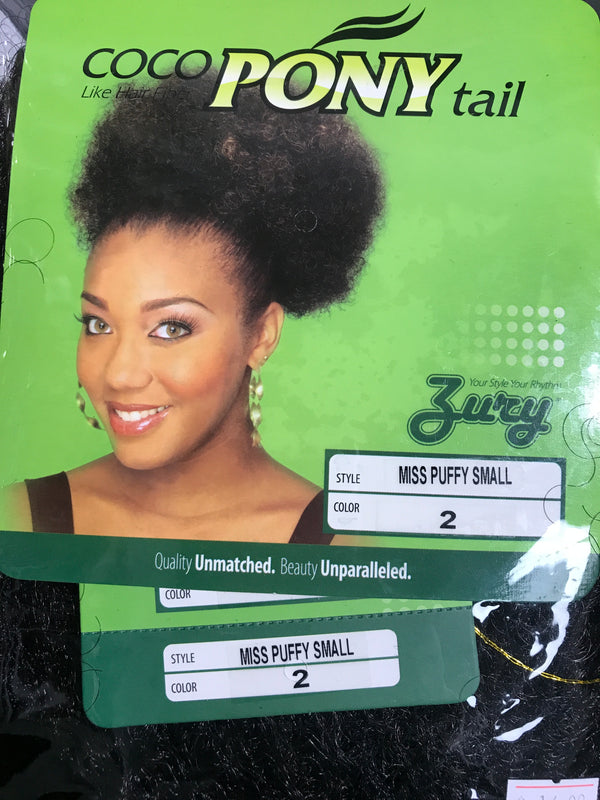 COCO PONY tail
Like Hair Fiber
Your Style Your Rhythm
Zury
STYLE MISS PUFFY SMALL
COLOR 2
Quality Unmatched. Beauty Unparalleled.
COLOR
STYLE MISS PUFFY SMALL
COLOR 2